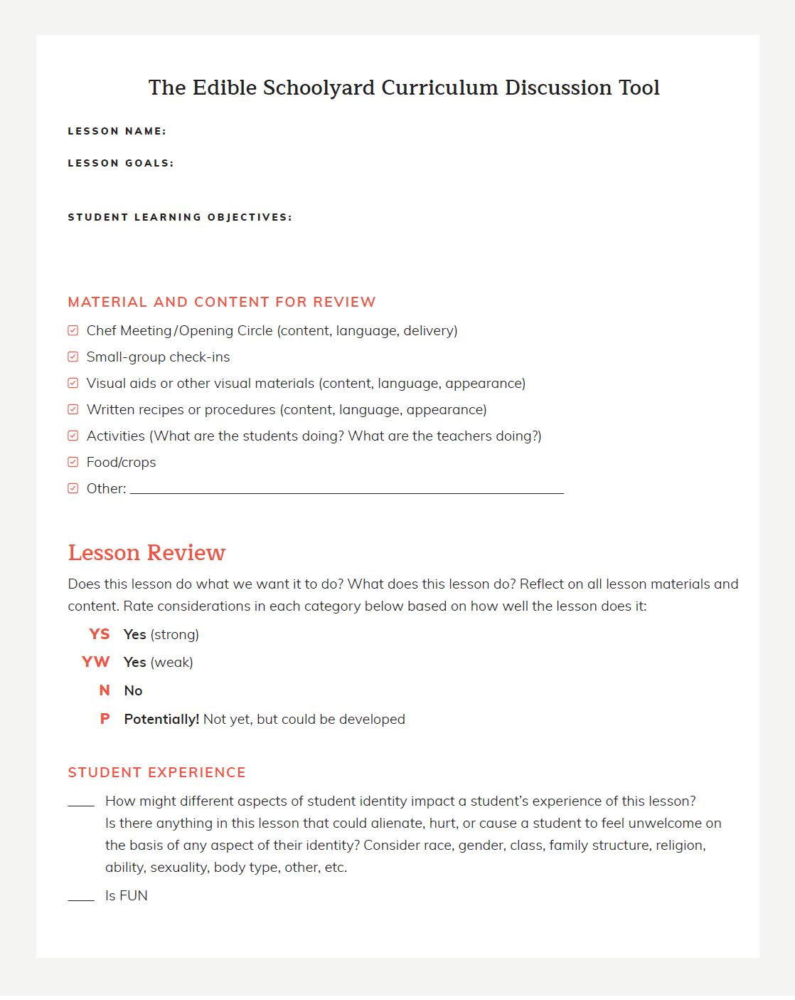 The Edible Schoolyard Curriculum Discussion Tool
LESSON NAME:
LESSON GOALS:
STUDENT LEARNING OBJECTIVES:
MATERIAL AND CONTENT FOR REVIEW
Chef Meeting/Opening Circle (content, language, delivery)
Small-group check-ins
Visual aids or other visual materials (content, language, appearance)
Written recipes or procedures (content, language, appearance)
Activities (What are the students doing? What are the teachers doing?)
Food/crops
Other:
Lesson Review
Does this lesson do what we want it to do? What does this lesson do? Reflect on all lesson materials and
content. Rate considerations in each category below based on how well the lesson does it:
YS Yes (strong)
YW Yes (weak)
N No
P Potentially! Not yet, but could be developed
STUDENT EXPERIENCE
How might different aspects of student identity impact a student’s experience of this lesson?
Is there anything in this lesson that could alienate, hurt, or cause a student to feel unwelcome on
the basis of any aspect of their identity? Consider race, gender, class, family structure, religion,
ability, sexuality, body type, other, etc.
Is FUN